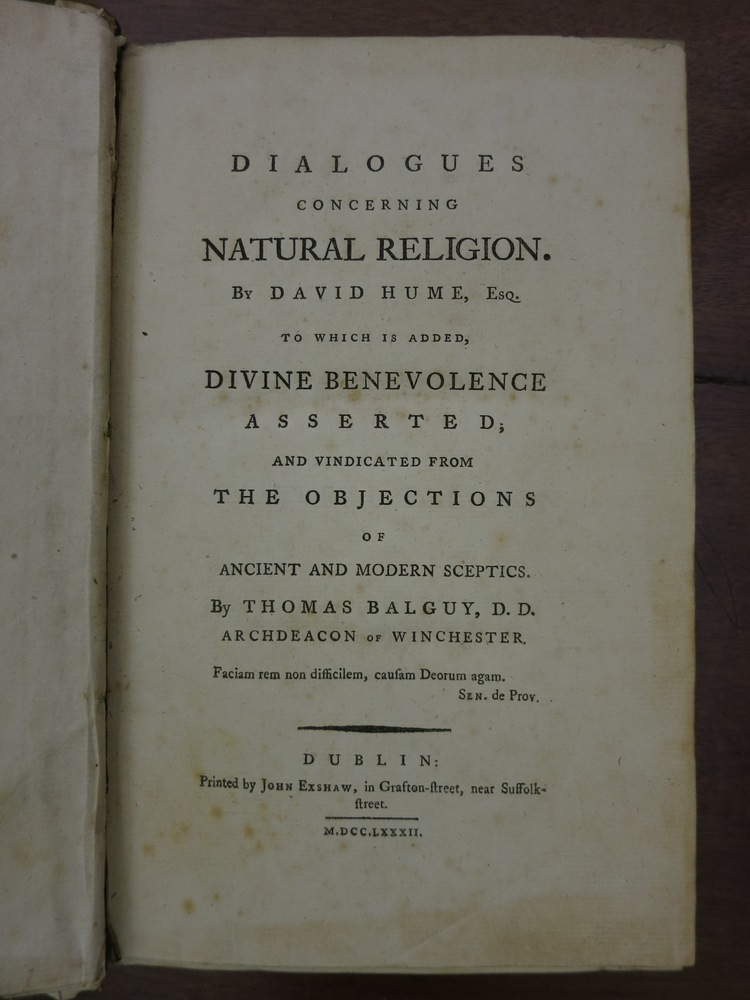 DIALOGUES
CONCERNING
NATURAL RELIGION.
By DAVID HUME, Esq.
TO WHICH IS ADDED,
DIVINE BENEVOLENCE
ASSERTED;
AND VINDICATED FROM
THE OBJECTIONS
OF
ANCIENT AND MODERN SCEPTICS.
By THOMAS BALGUY, D. D.
ARCHDEACON OF WINCHESTER.
Faciam rem non difficilem, cauſam Deorum agam.
SEN. de Prov.
DUBLIN:
Printed by JOHN EXSHAW, in Grafton-ſtreet, near Suffolk-
ſtreet.
M.DCC.LXXXII.